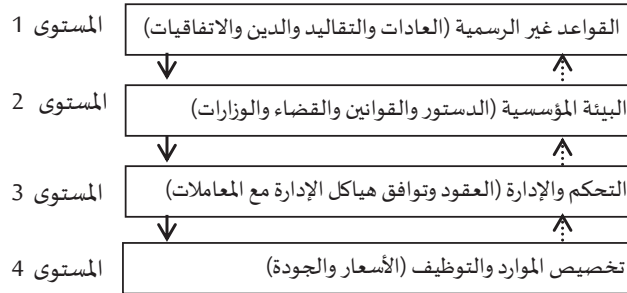 المستوى 1
القواعد غير الرسمية (العادات والتقاليد والدين والاتفاقيات)
المستوى 2
البيئة المؤسسية (الدستور والقوانين والقضاء والوزارات)
المستوى 3
التحكم والإدارة (العقود وتوافق هياكل الإدارة مع المعاملات)
المستوى 4
تخصيص الموارد والتوظيف (الأسعار والجودة)